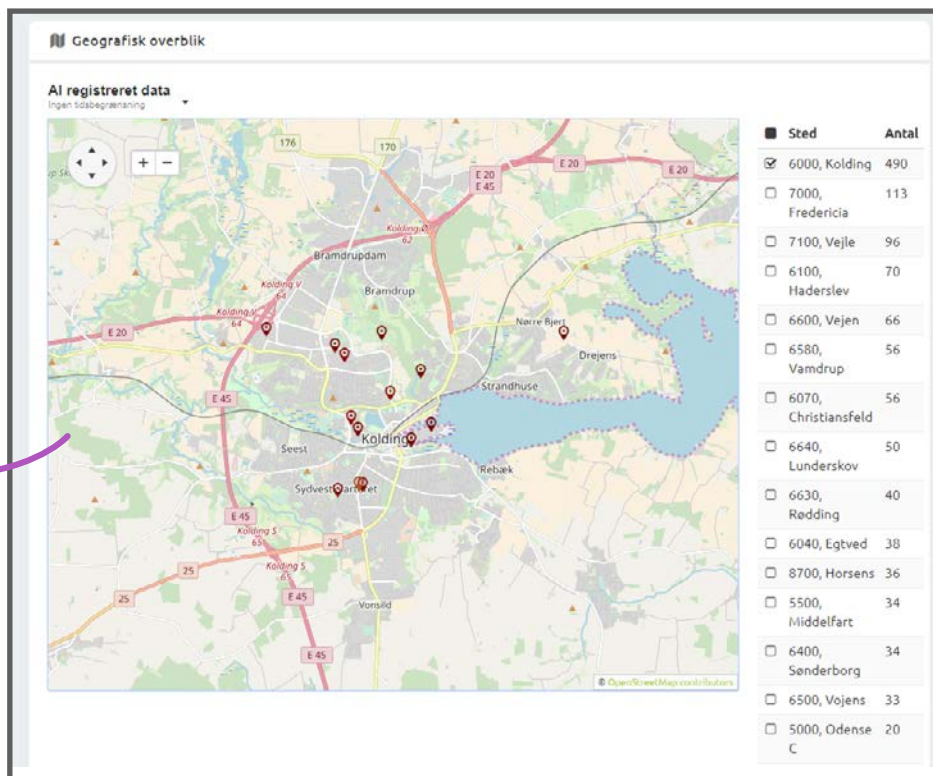 Geografisk overblik
Al registreret data
Ingen tidsbegrænsning
176
170
E 20
E 20
E 45
E 20
Kolding Ø
62
Bramdrupdam
Kolding V
64
Bramdrup
Kolding V
64
Nørre Bjert
E 20
Drejens
Strandhuse
E 45
Kolding
Seest
Rebæk
Sydvestkarteret
E 45
Kolding S
65
25
Kolding S
65
25
25
E 45
Vonsild
E 45
© OpenStreetMap contributors
Sted Antal
6000, Kolding 490
7000, 113
Fredericia
7100, Vejle 96
6100, 70
Haderslev
6600, Vejen 66
6580, 56
Vamdrup
6070, 56
Christiansfeld
6640, 50
Lunderskov
6630, 40
Rødding
6040, Egtved 38
8700, Horsens 36
5500, 34
Middelfart
6400, 34
Sønderborg
6500, Vojens 33
5000, Odense 20
C